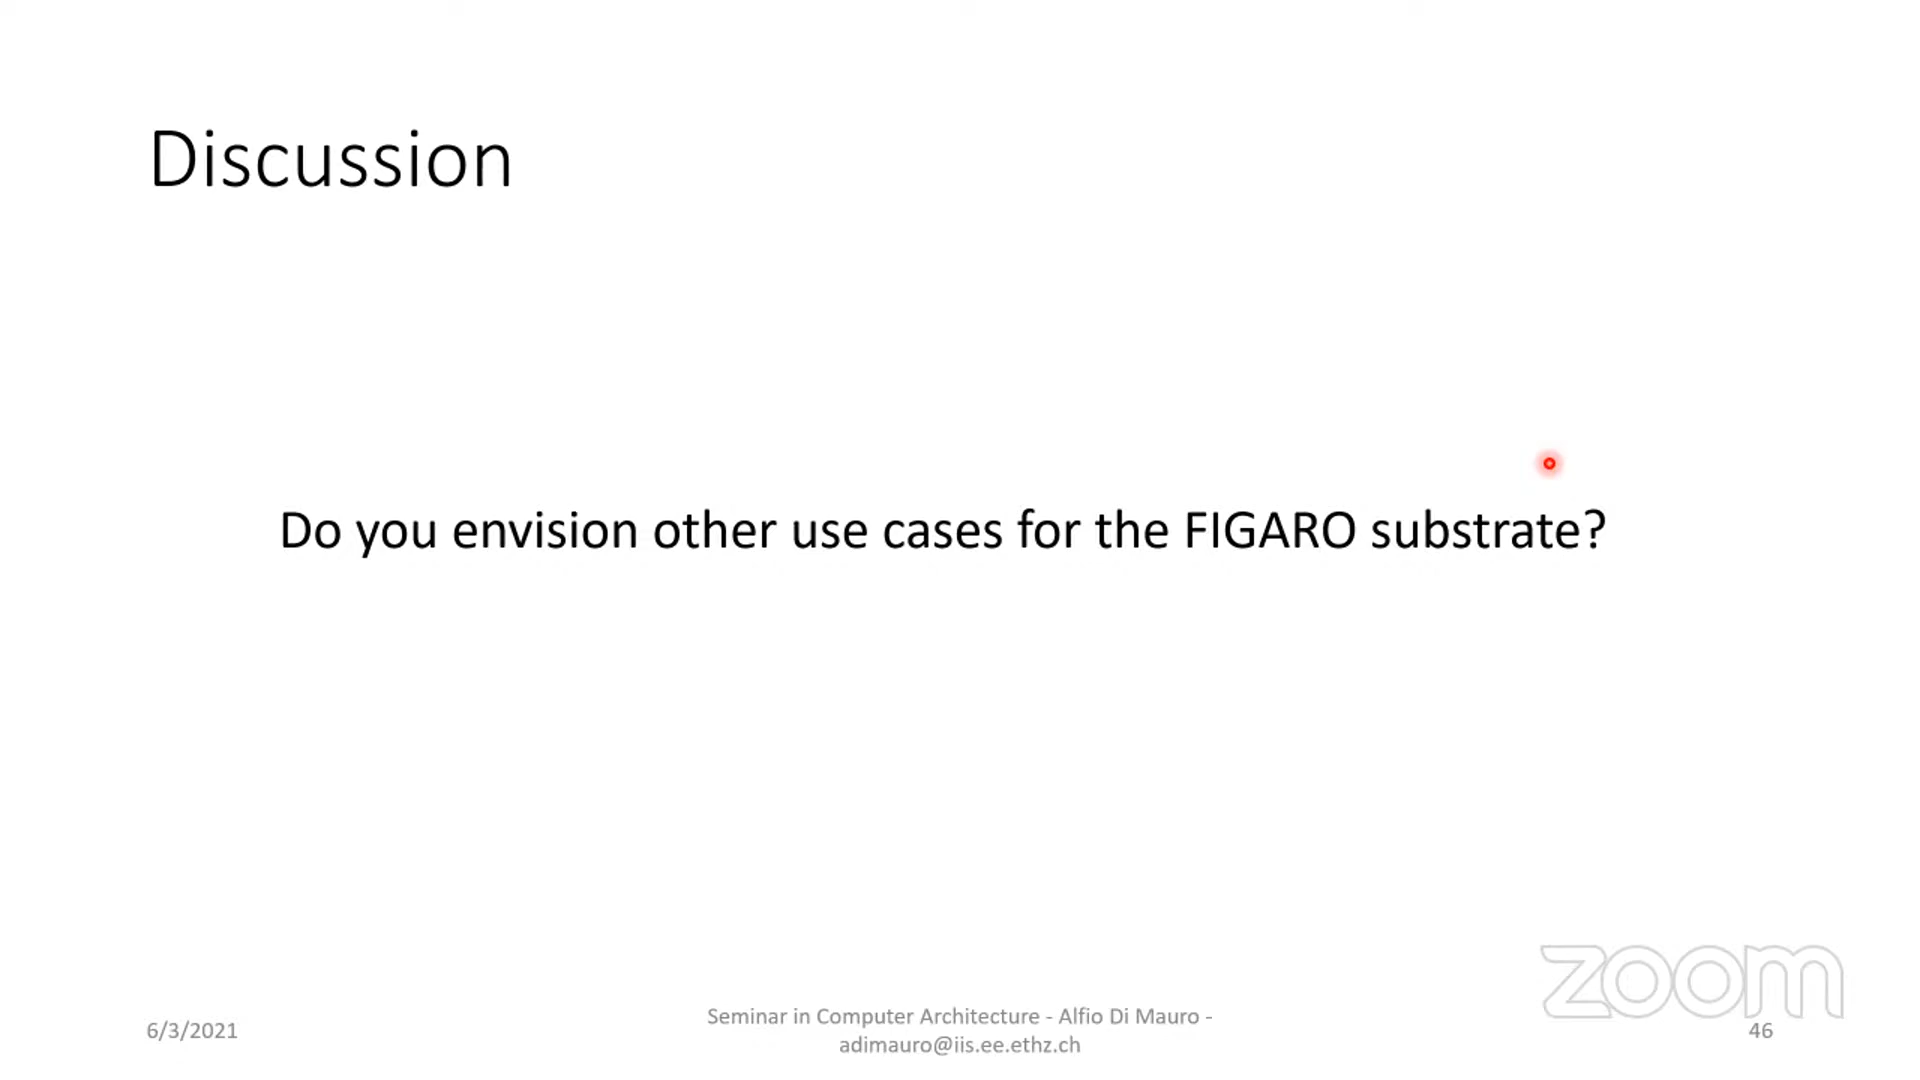 Discussion
Do you envision other use cases for the FIGARO substrate?
zoom
6/3/2021
Seminar in Computer Architecture - Alfio Di Mauro -
adimauro@iis.ee.ethz.ch
46